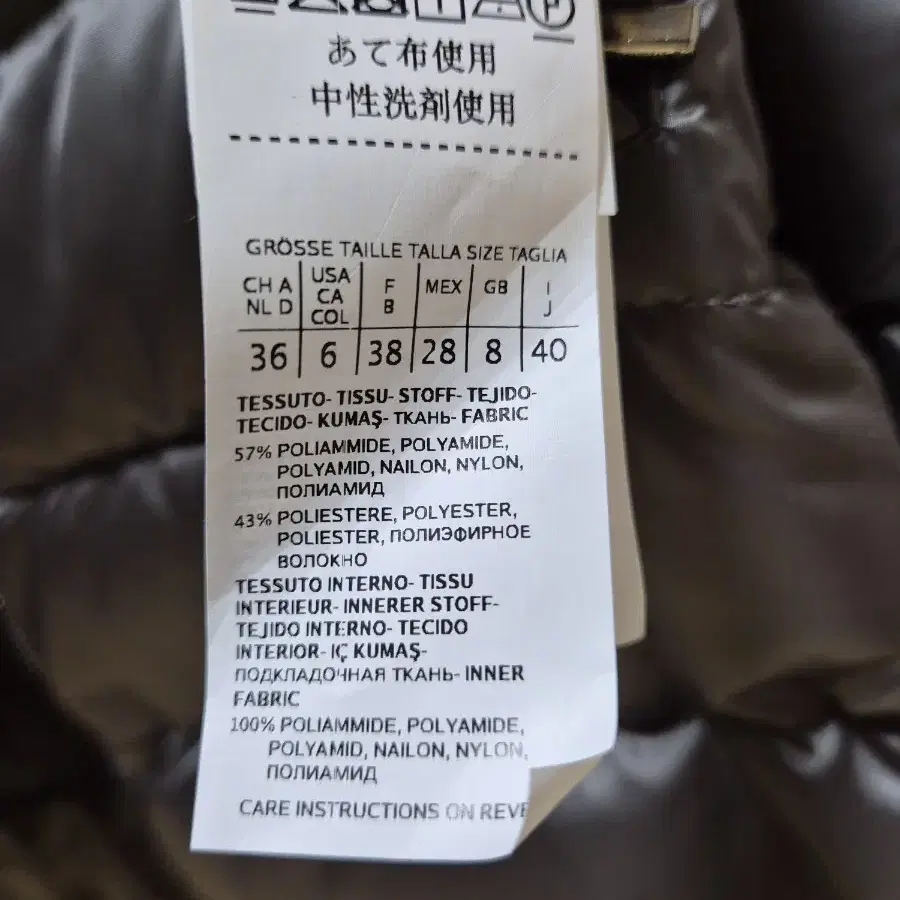 あて布使用
中性洗剤使用
GRÖSSE TAILLE TALLA SIZE TAGLIA
CH A NL D | USA CA COL | F B | MEX | GB | I J
36 | 6 | 38 | 28 | 8 | 40
TESSUTO- TISSU- STOFF- TEJIDO-
TECIDO- KUMAŞ- ТКАНЬ- FABRIC
57% POLIAMMIDE, POLYAMIDE,
POLYAMID, NAILON, NYLON,
ПОЛИАМИД
43% POLIESTERE, POLYESTER,
POLIESTER, ПОЛИЭФИРНОЕ
ВОЛОКНО
TESSUTO INTERNO- TISSU
INTERIEUR- INNERER STOFF-
TEJIDO INTERNO- TECIDO
INTERIOR- IÇ KUMAŞ-
ПОДКЛАДОЧНАЯ ТКАНЬ- INNER
FABRIC
100% POLIAMMIDE, POLYAMIDE,
POLYAMID, NAILON, NYLON,
ПОЛИАМИД
CARE INSTRUCTIONS ON REVE